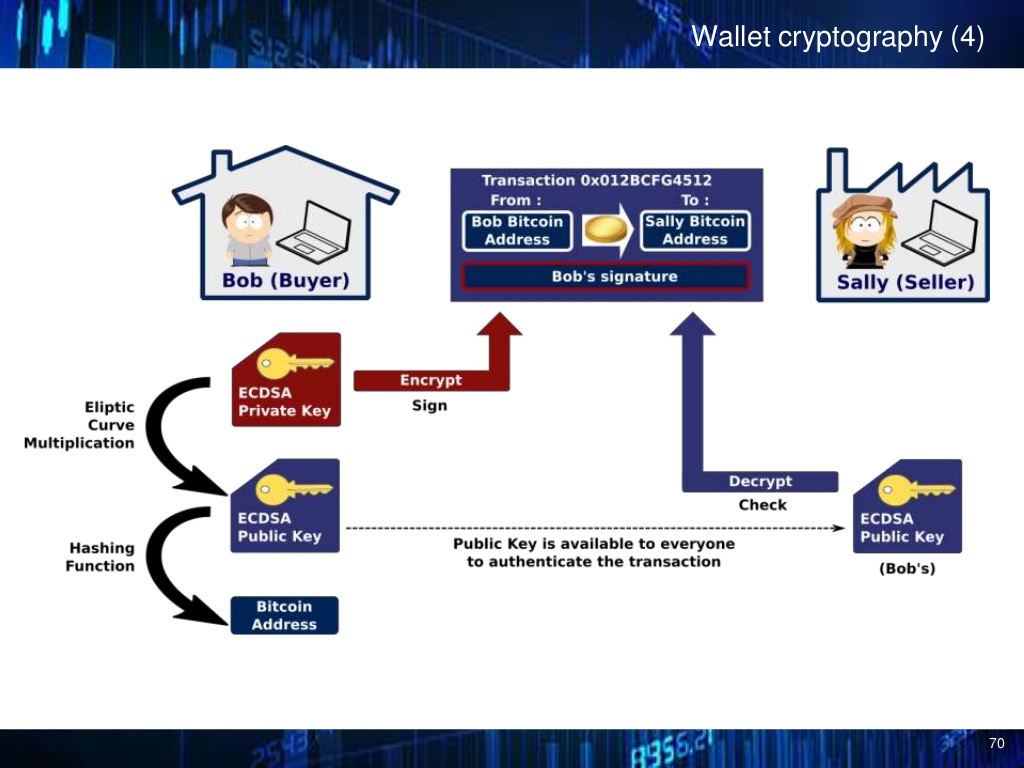 Wallet cryptography (4)
Transaction 0x012BCFG4512
From :
To :
Bob Bitcoin
Address
Sally Bitcoin
Address
Bob's signature
Bob (Buyer)
Sally (Seller)
ECDSA
Private Key
Encrypt
Sign
Eliptic
Curve
Multiplication
ECDSA
Public Key
Decrypt
Check
ECDSA
Public Key
(Bob's)
Public Key is available to everyone
to authenticate the transaction
Hashing
Function
Bitcoin
Address
70